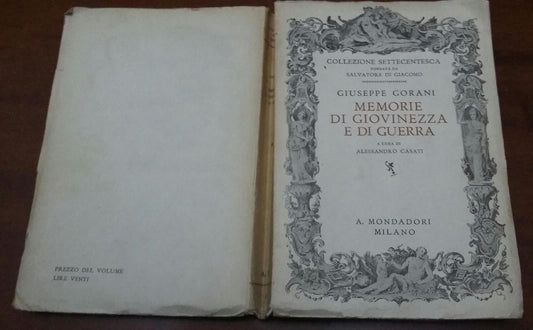 COLLEZIONE SETTECENTESCA
FONDATA DA
SALVATORE DI GIACOMO
GIUSEPPE GORANI
MEMORIE
DI GIOVINEZZA
E DI GUERRA
A CURA DI
ALESSANDRO CASATI
A. MONDADORI
MILANO
PREZZO DEL VOLUME
LIRE VENTI